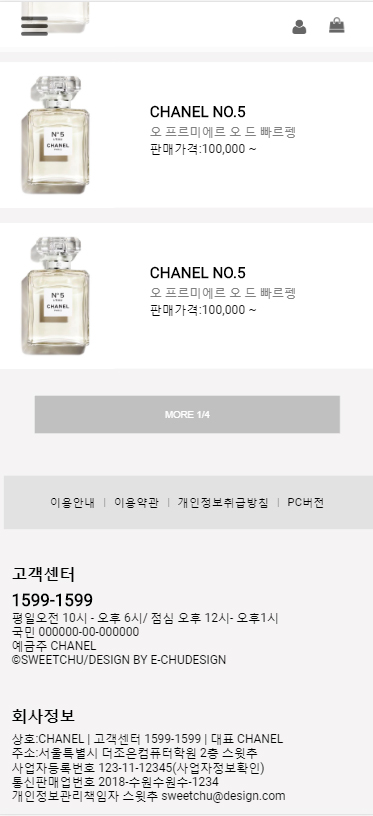 N°5
CHANEL
CHANEL NO.5
오 프르미에르 오 드 빠르펭
판매가격:100,000 ~
N°5
CHANEL
CHANEL NO.5
오 프르미에르 오 드 빠르펭
판매가격:100,000 ~
MORE 1/4
이용안내 | 이용약관 | 개인정보취급방침 | PC버전
고객센터
1599-1599
평일오전 10시 - 오후 6시/ 점심 오후 12시- 오후1시
국민 000000-00-000000
예금주 CHANEL
©SWEETCHU/DESIGN BY E-CHUDESIGN
회사정보
상호:CHANEL | 고객센터 1599-1599 | 대표 CHANEL
주소:서울특별시 더조은컴퓨터학원 2층 스윗추
사업자등록번호 123-11-12345(사업자정보확인)
통신판매업번호 2018-수원수원수-1234
개인정보관리책임자 스윗추 sweetchu@design.com